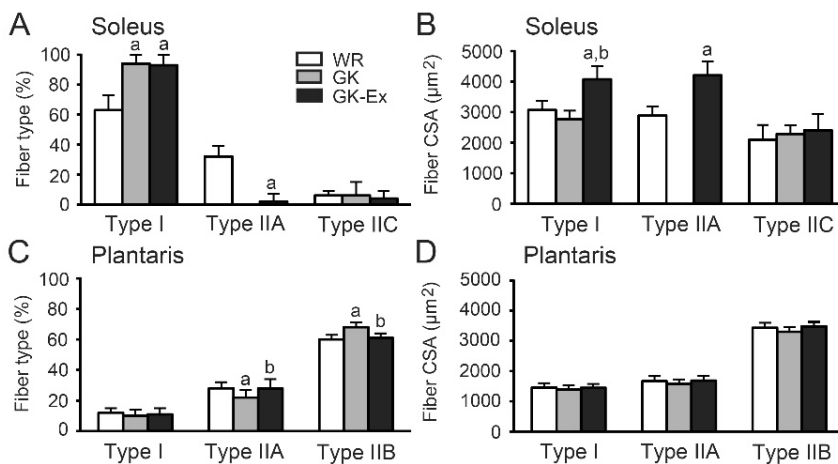 A Soleus
Fiber type (%)
100
80
60
40
20
0
a a
a
WR
GK
GK-Ex
Type I Type IIA Type IIC
B Soleus
Fiber CSA (µm²)
5000
4000
3000
2000
1000
0
a,b
a
Type I Type IIA Type IIC
C Plantaris
Fiber type (%)
100
80
60
40
20
0
a b
a b
Type I Type IIA Type IIB
D Plantaris
Fiber CSA (µm²)
5000
4000
3000
2000
1000
0
Type I Type IIA Type IIB